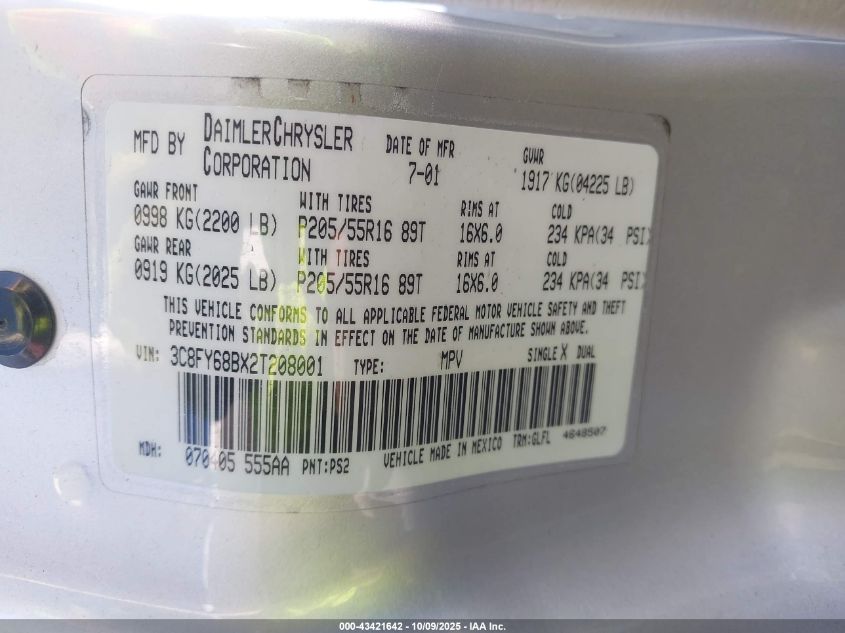 MFD BY DAIMLERCHRYSLER CORPORATION DATE OF MFR 7-01 GVWR 1917 KG(04225 LB)
GAWR FRONT WITH TIRES RIMS AT COLD
0998 KG(2200 LB) P205/55R16 89T 16X6.0 234 KPA(34 PSI)
GAWR REAR WITH TIRES RIMS AT COLD
0919 KG(2025 LB) P205/55R16 89T 16X6.0 234 KPA(34 PSI)
THIS VEHICLE CONFORMS TO ALL APPLICABLE FEDERAL MOTOR VEHICLE SAFETY AND THEFT
PREVENTION STANDARDS IN EFFECT ON THE DATE OF MANUFACTURE SHOWN ABOVE.
VIN: 3C8FY68BX2T208001 TYPE: MPV SINGLE X DUAL
MDH: 070405 555AA PNT:PS2 VEHICLE MADE IN MEXICO TRM:GLFL 4648507
000-43421642 | 10/09/2025 - IAA Inc.